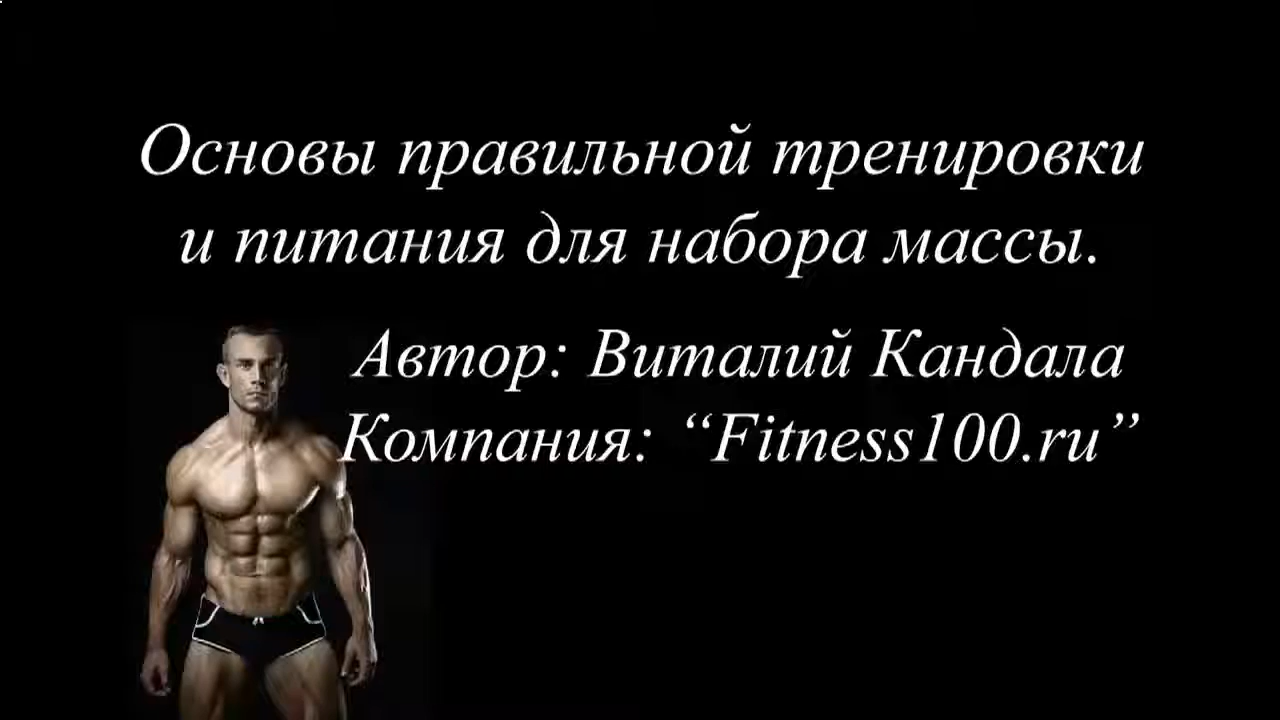 Основы правильной тренировки
и питания для набора массы.
Автор: Виталий Кандала
Компания: “Fitness100.ru”